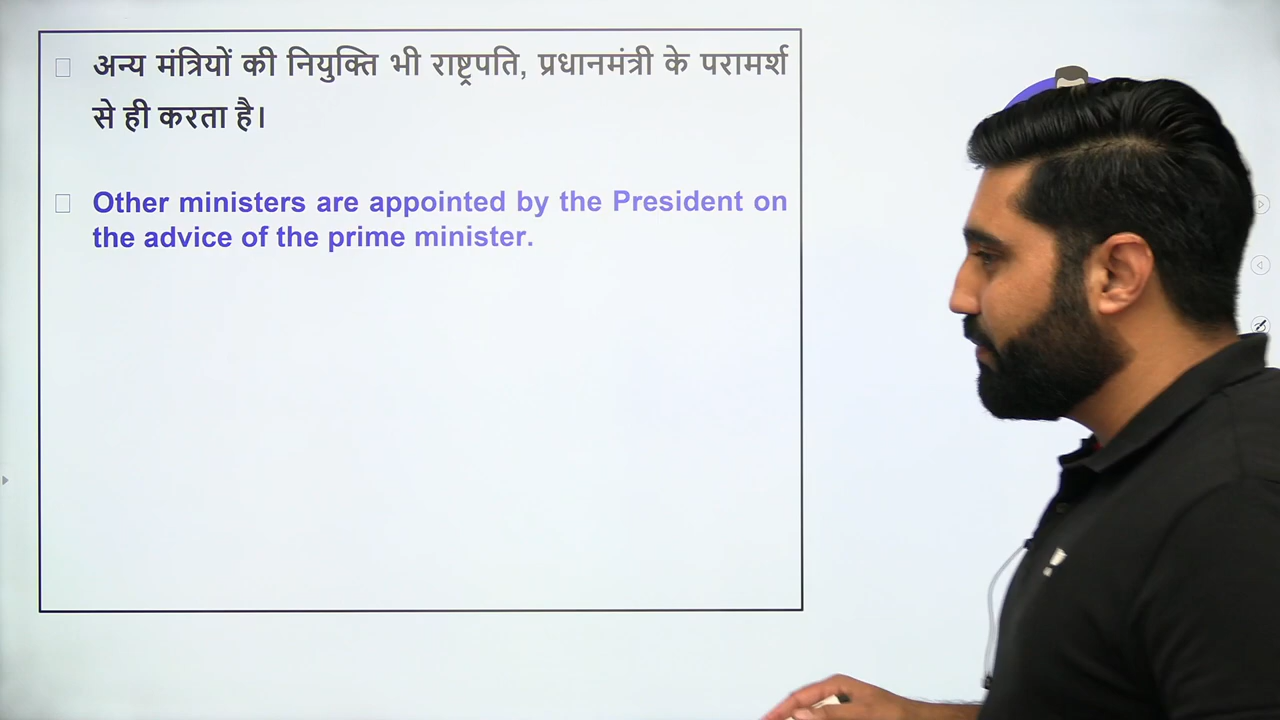 अन्य मंत्रियों की नियुक्ति भी राष्ट्रपति, प्रधानमंत्री के परामर्श
से ही करता है।
Other ministers are appointed by the President on
the advice of the prime minister.